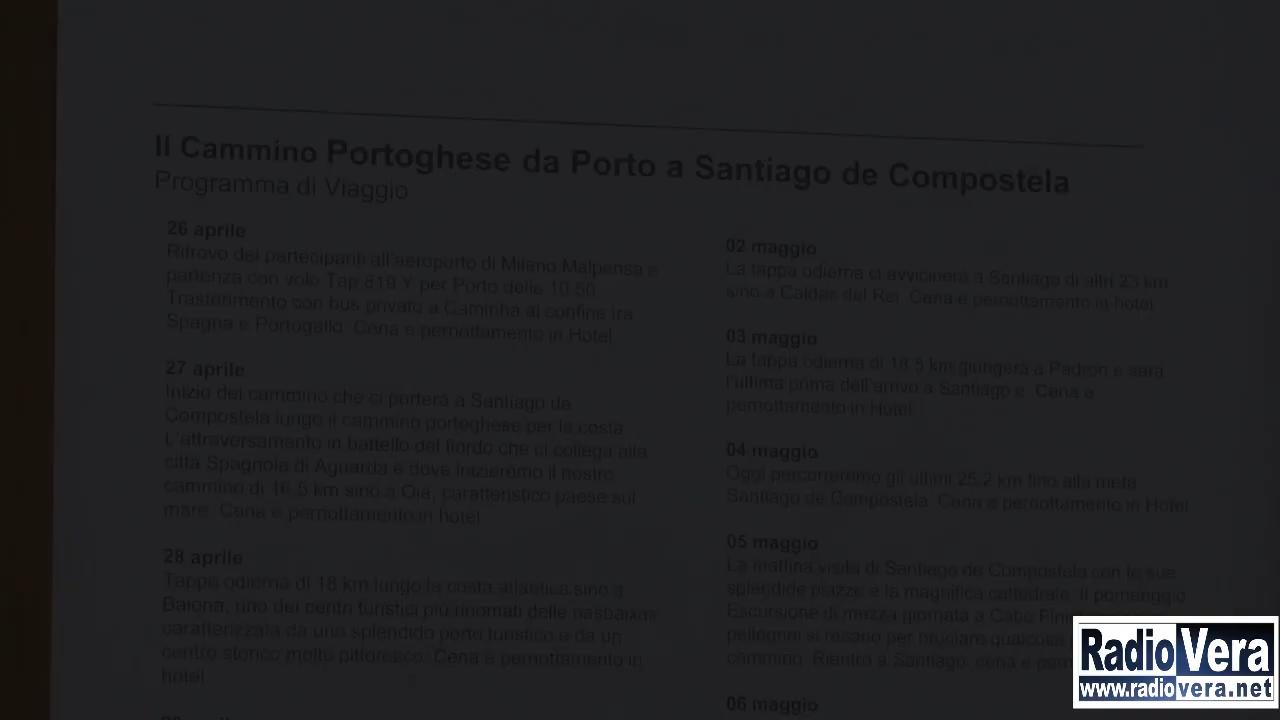 Il Cammino Portoghese da Porto a Santiago de Compostela
Programma di Viaggio
26 aprile
Ritrovo dei partecipanti all'aeroporto di Milano Malpensa e
partenza con volo Tap 819 Y per Porto delle 10.50
Trasferimento con bus privato a Caminha al confine tra
Spagna e Portogallo. Cena e pernottamento in Hotel
27 aprile
Inizio del cammino che ci porterà a Santiago de
Compostela lungo il cammino portoghese per la costa
L'attraversamento in battello del fiordo che ci collega alla
città Spagnola di Aguarda e dove inizieremo il nostro
cammino di 16,5 km sino a Oia, caratteristico paese sul
mare. Cena e pernottamento in hotel
28 aprile
Tappa odierna di 18 km lungo la costa atlantica sino a
Baiona, uno dei centri turistici più rinomati delle riasbaixas
caratterizzata da uno splendido porto turistico e da un
centro storico molto pittoresco. Cena e pernottamento in
hotel
02 maggio
La tappa odierna ci avvicinerà a Santiago di altri 23 km
sino a Caldas del Rei. Cena e pernottamento in hotel
03 maggio
La tappa odierna di 18,5 km giungerà a Padron e sarà
l'ultima prima dell'arrivo a Santiago e. Cena e
pernottamento in Hotel
04 maggio
Oggi percorreremo gli ultimi 25,2 km fino alla meta
Santiago de Compostela. Cena e pernottamento in Hotel
05 maggio
La mattina visita di Santiago de Compostela con le sue
splendide piazze e la magnifica cattedrale. Il pomeriggio
Escursione di mezza giornata a Cabo
pellegrini si recano per bruciare
cammino. Rientro a Santiago, cena e
06 maggio
RadioVera
www.radiovera.net